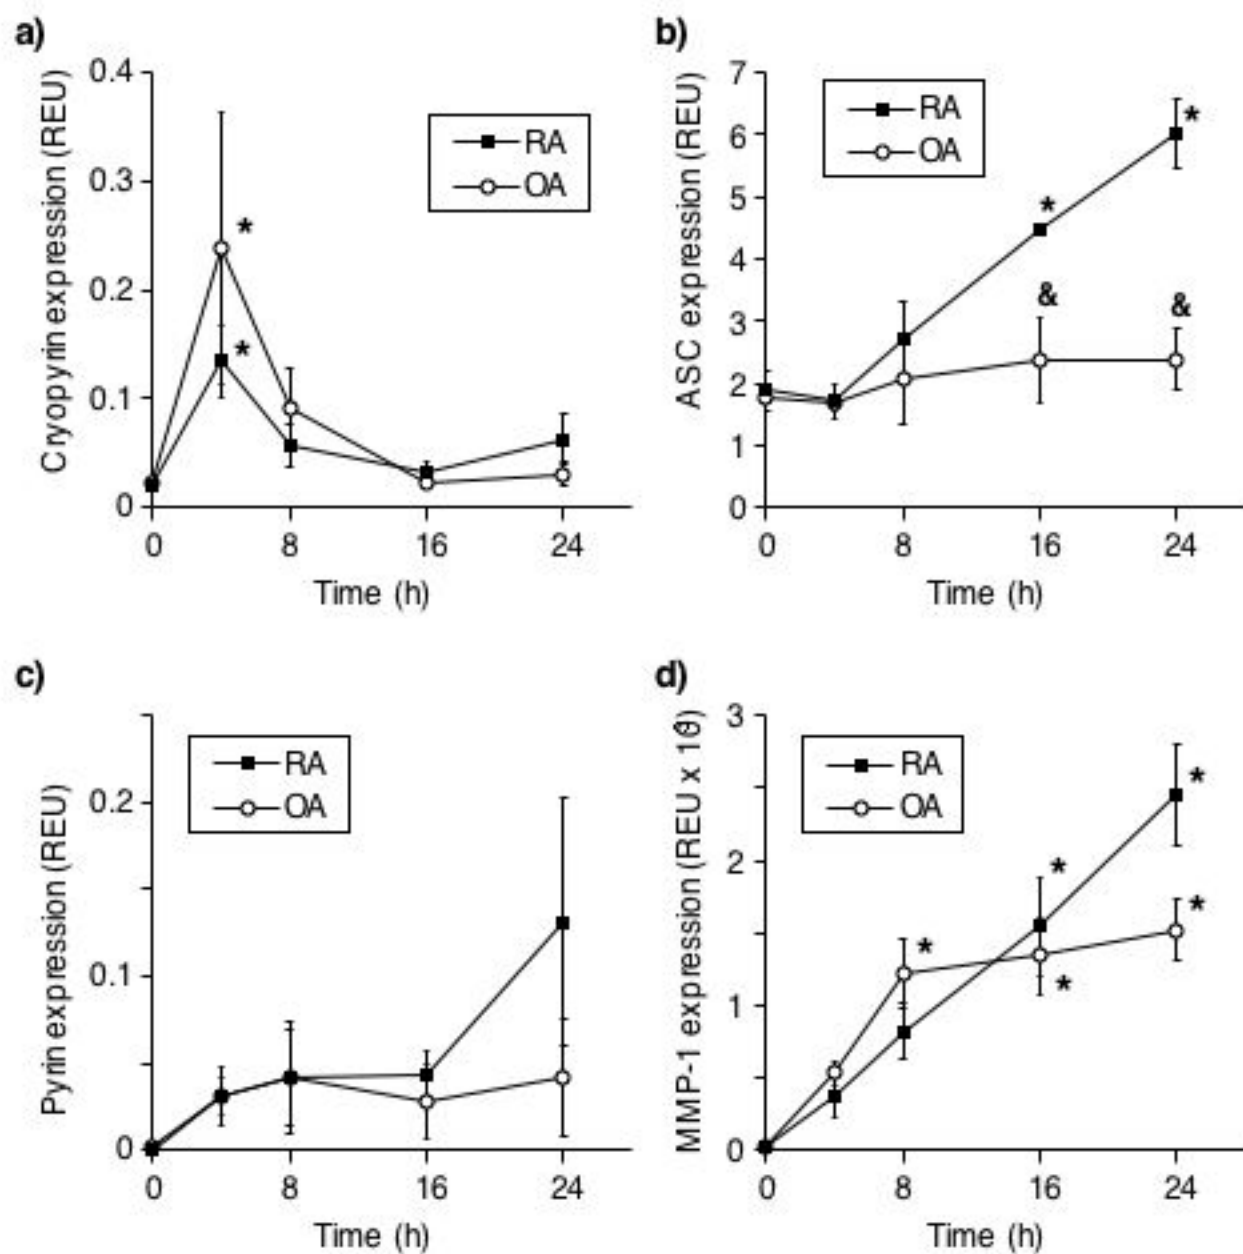 a)
Cryopyrin expression (REU)
0.4
0.3
0.2
0.1
0
RA
OA
*
*
0 8 16 24
Time (h)
b)
ASC expression (REU)
7
6
5
4
3
2
1
0
RA
OA
*
*
&
&
0 8 16 24
Time (h)
c)
Pyrin expression (REU)
0.2
0.1
0
RA
OA
0 8 16 24
Time (h)
d)
MMP-1 expression (REU x 10
3
2
1
0
RA
OA
*
*
*
*
*
0 8 16 24
Time (h)